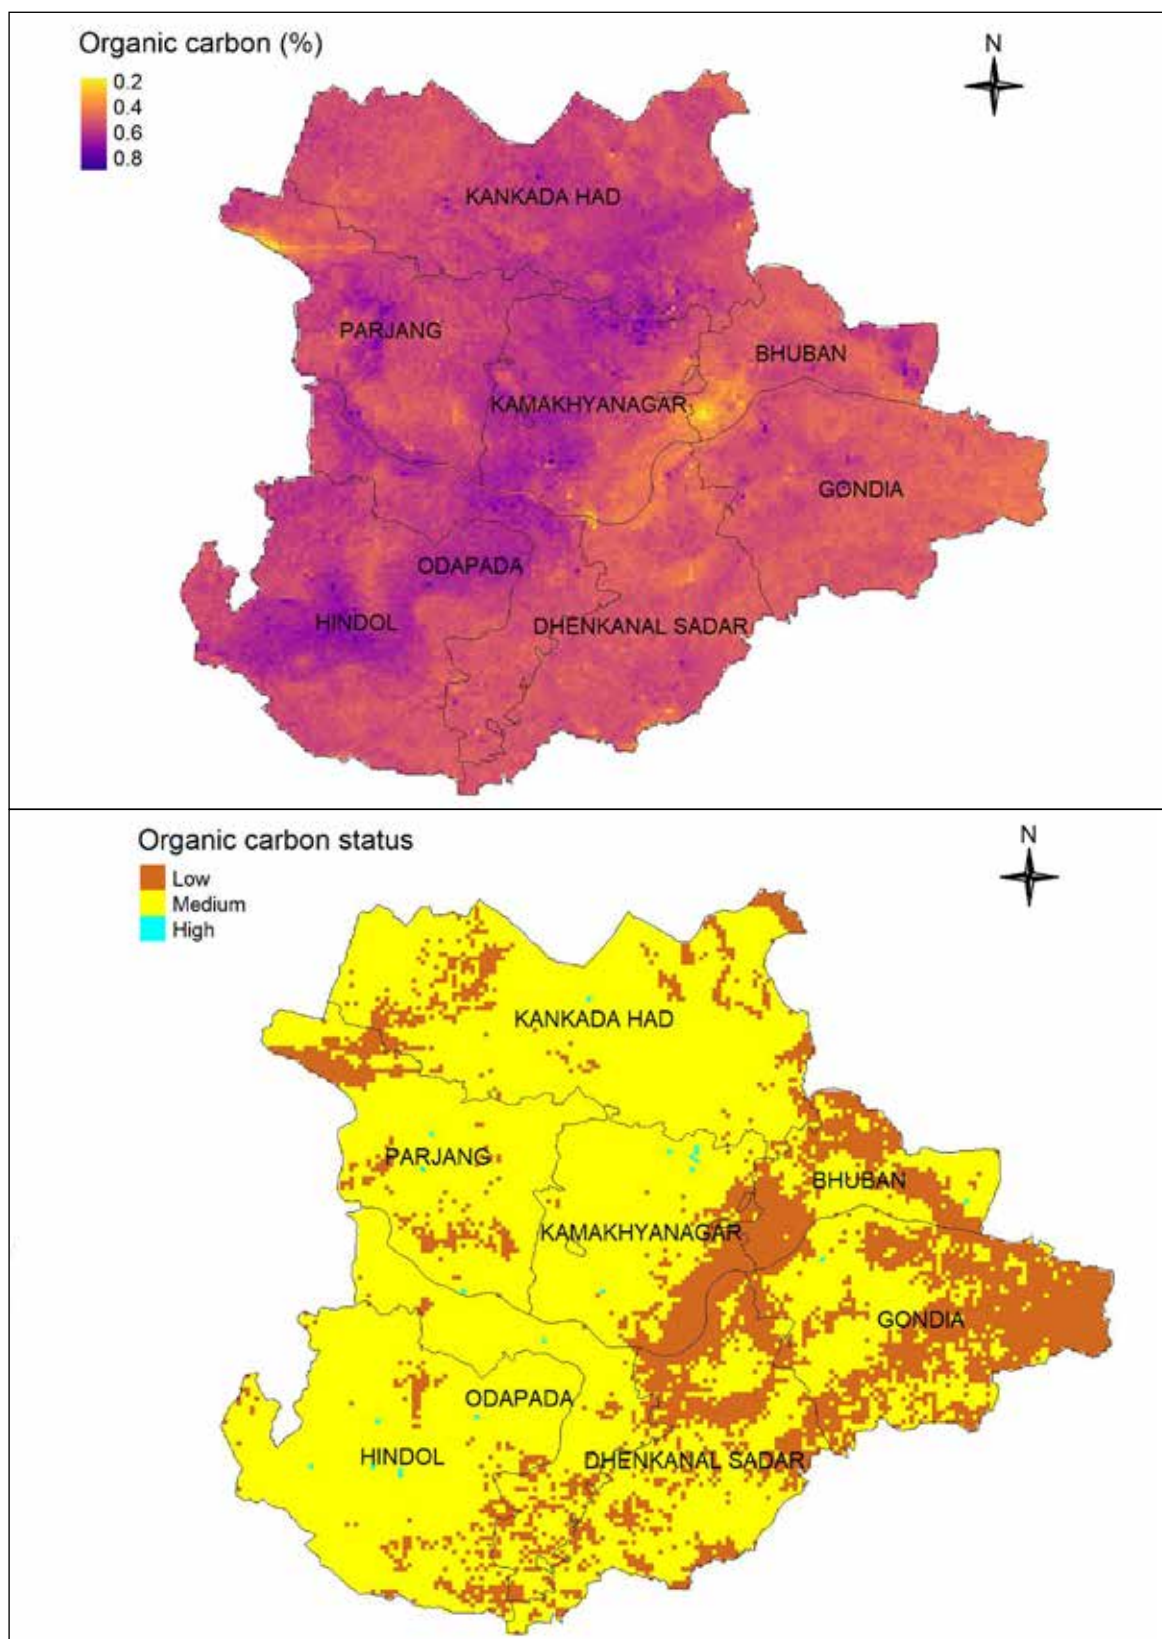 Organic carbon (%)
N
0.2
0.4
0.6
0.8
KANKADA HAD
PARJANG
BHUBAN
KAMAKHYANAGAR
GONDIA
ODAPADA
HINDOL
DHENKANAL SADAR
Organic carbon status
N
Low
Medium
High
KANKADA HAD
PARJANG
BHUBAN
KAMAKHYANAGAR
GONDIA
ODAPADA
HINDOL
DHENKANAL SADAR